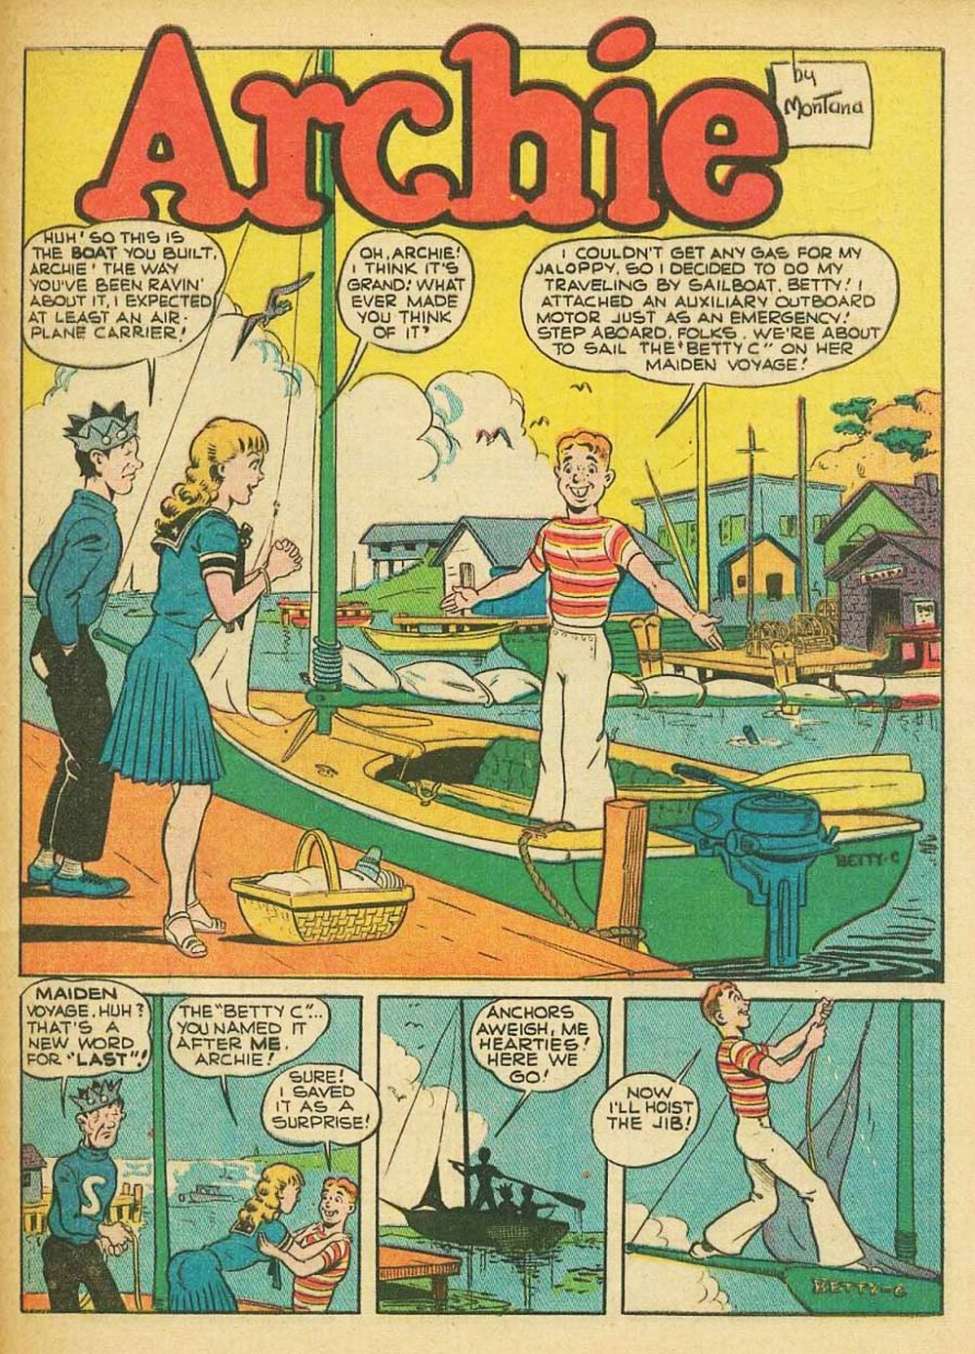 Archie
by
Montana
HUH! SO THIS IS
THE BOAT YOU BUILT,
ARCHIE! THE WAY
YOU'VE BEEN RAVIN'
ABOUT IT, I EXPECTED
AT LEAST AN AIR-
PLANE CARRIER!
OH, ARCHIE!
I THINK IT'S
GRAND! WHAT
EVER MADE
YOU THINK
OF IT?
I COULDN'T GET ANY GAS FOR MY
JALOPPY, SO I DECIDED TO DO MY
TRAVELING BY SAILBOAT, BETTY! I
ATTACHED AN AUXILIARY OUTBOARD
MOTOR JUST AS AN EMERGENCY!
STEP ABOARD, FOLKS. WE'RE ABOUT
TO SAIL THE "BETTY C" ON HER
MAIDEN VOYAGE!
BAIT
BETTY-C
MAIDEN
VOYAGE, HUH?
THAT'S A
NEW WORD
FOR "LAST"!
THE "BETTY C"...
YOU NAMED IT
AFTER ME,
ARCHIE!
SURE!
I SAVED
IT AS A
SURPRISE!
S
ANCHORS
AWEIGH, ME
HEARTIES!
HERE WE
GO!
NOW
I'LL HOIST
THE JIB!
BETTY-C